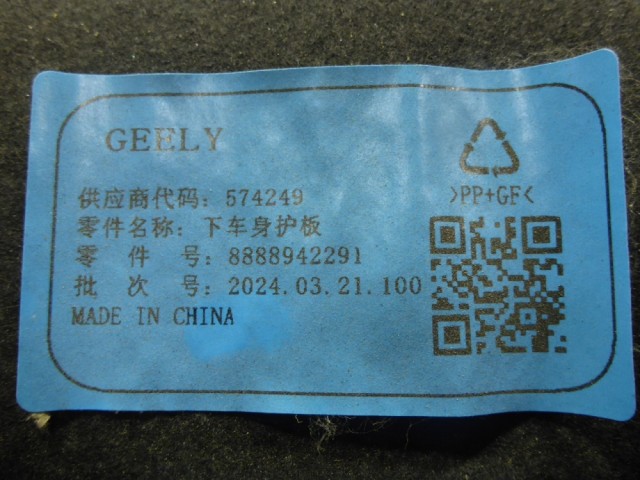 GEELY
>PP+GF<
供应商代码: 574249
零件名称: 下车身护板
零 件 号: 8888942291
批 次 号: 2024.03.21.100
MADE IN CHINA